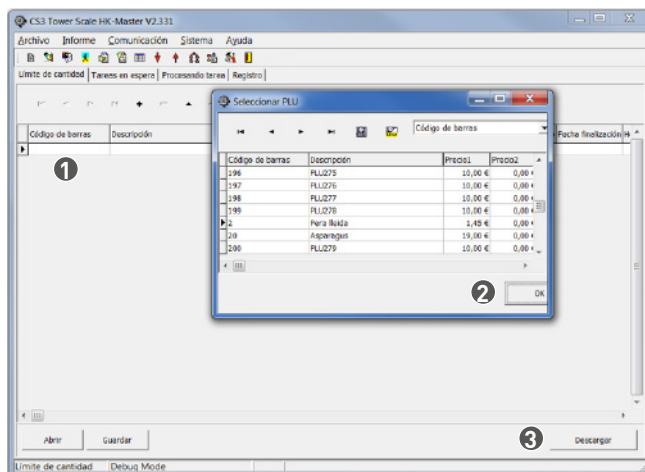 CS3 Tower Scale HK-Master V2.331
Archivo Informe Comunicación Sistema Ayuda
Límite de cantidad Tareas en espera Procesando tarea Registro
Seleccionar PLU
Código de barras
Código de barras Descripción Fecha finalización
1
Código de barras Descripción Precio1 Precio2
196 PLU275 10,00 € 0,00 €
197 PLU276 10,00 € 0,00 €
198 PLU277 10,00 € 0,00 €
199 PLU278 10,00 € 0,00 €
2 Pera lleida 1,45 € 0,00 €
20 Asparagus 19,00 € 0,00 €
200 PLU279 10,00 € 0,00 €
2 OK
Abrir Guardar 3 Descargar
Límite de cantidad Debug Mode